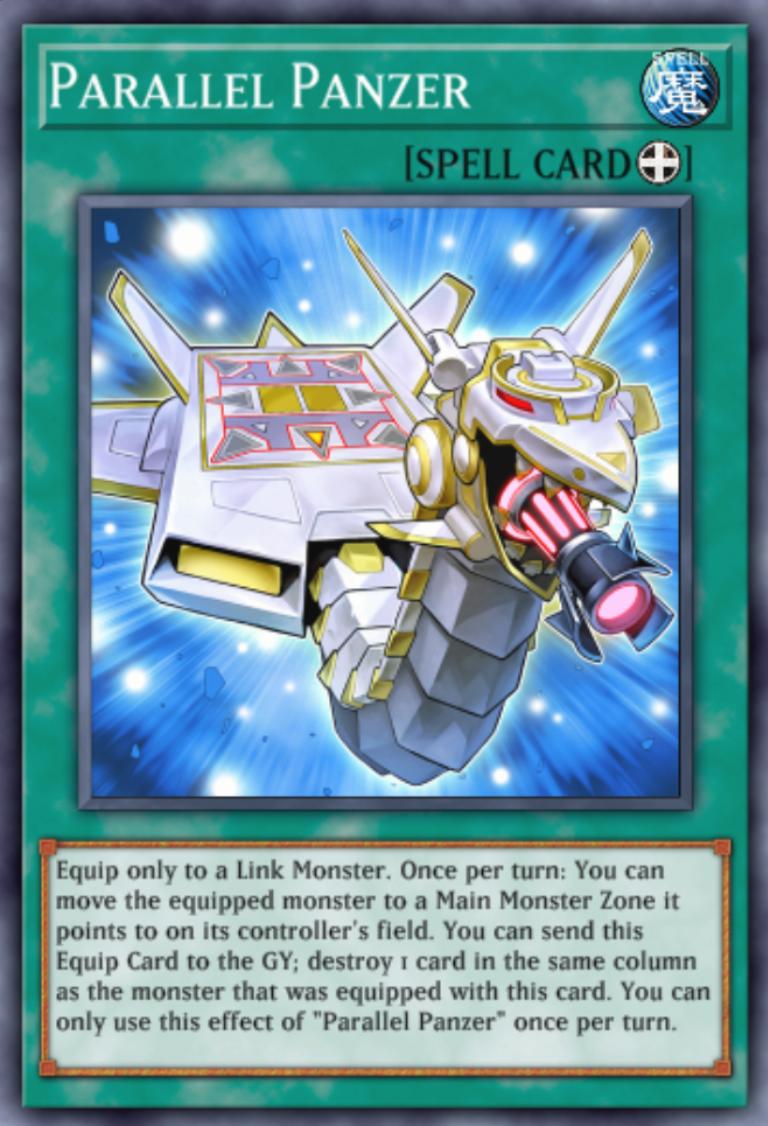 PARALLEL PANZER
SPELL
魔
[SPELL CARD]
Equip only to a Link Monster. Once per turn: You can
move the equipped monster to a Main Monster Zone it
points to on its controller's field. You can send this
Equip Card to the GY; destroy 1 card in the same column
as the monster that was equipped with this card. You can
only use this effect of "Parallel Panzer" once per turn.